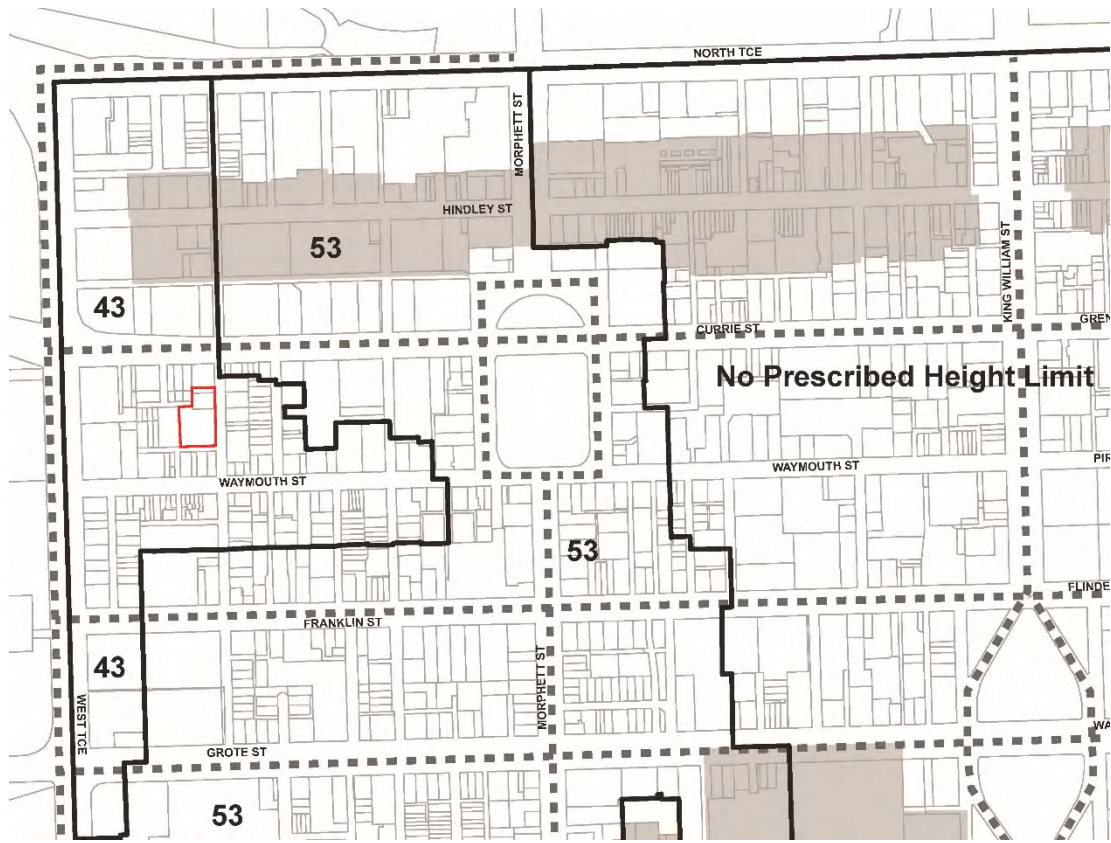 NORTH TCE
MORPHETT ST
HINDLEY ST
53
43
KING WILLIAM ST
CURRIE ST
GREN
No Prescribed Height Limit
WAYMOUTH ST
WAYMOUTH ST
PIR
53
FLINDE
FRANKLIN ST
43
MORPHETT ST
WEST TCE
GROTE ST
WA
53